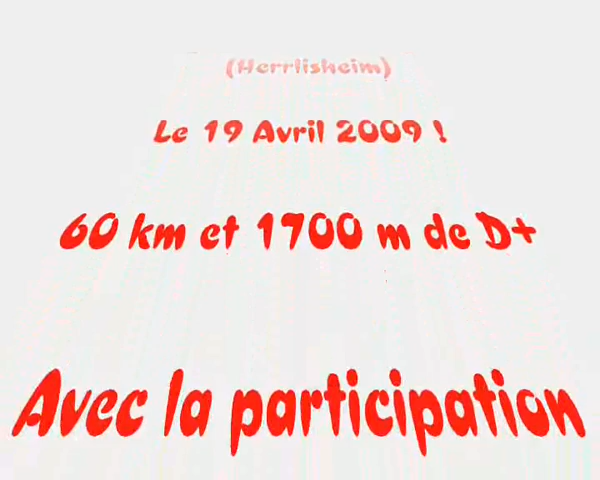 (Herrlisheim)
Le 19 Avril 2009 !
60 km et 1700 m de D+
Avec la participation